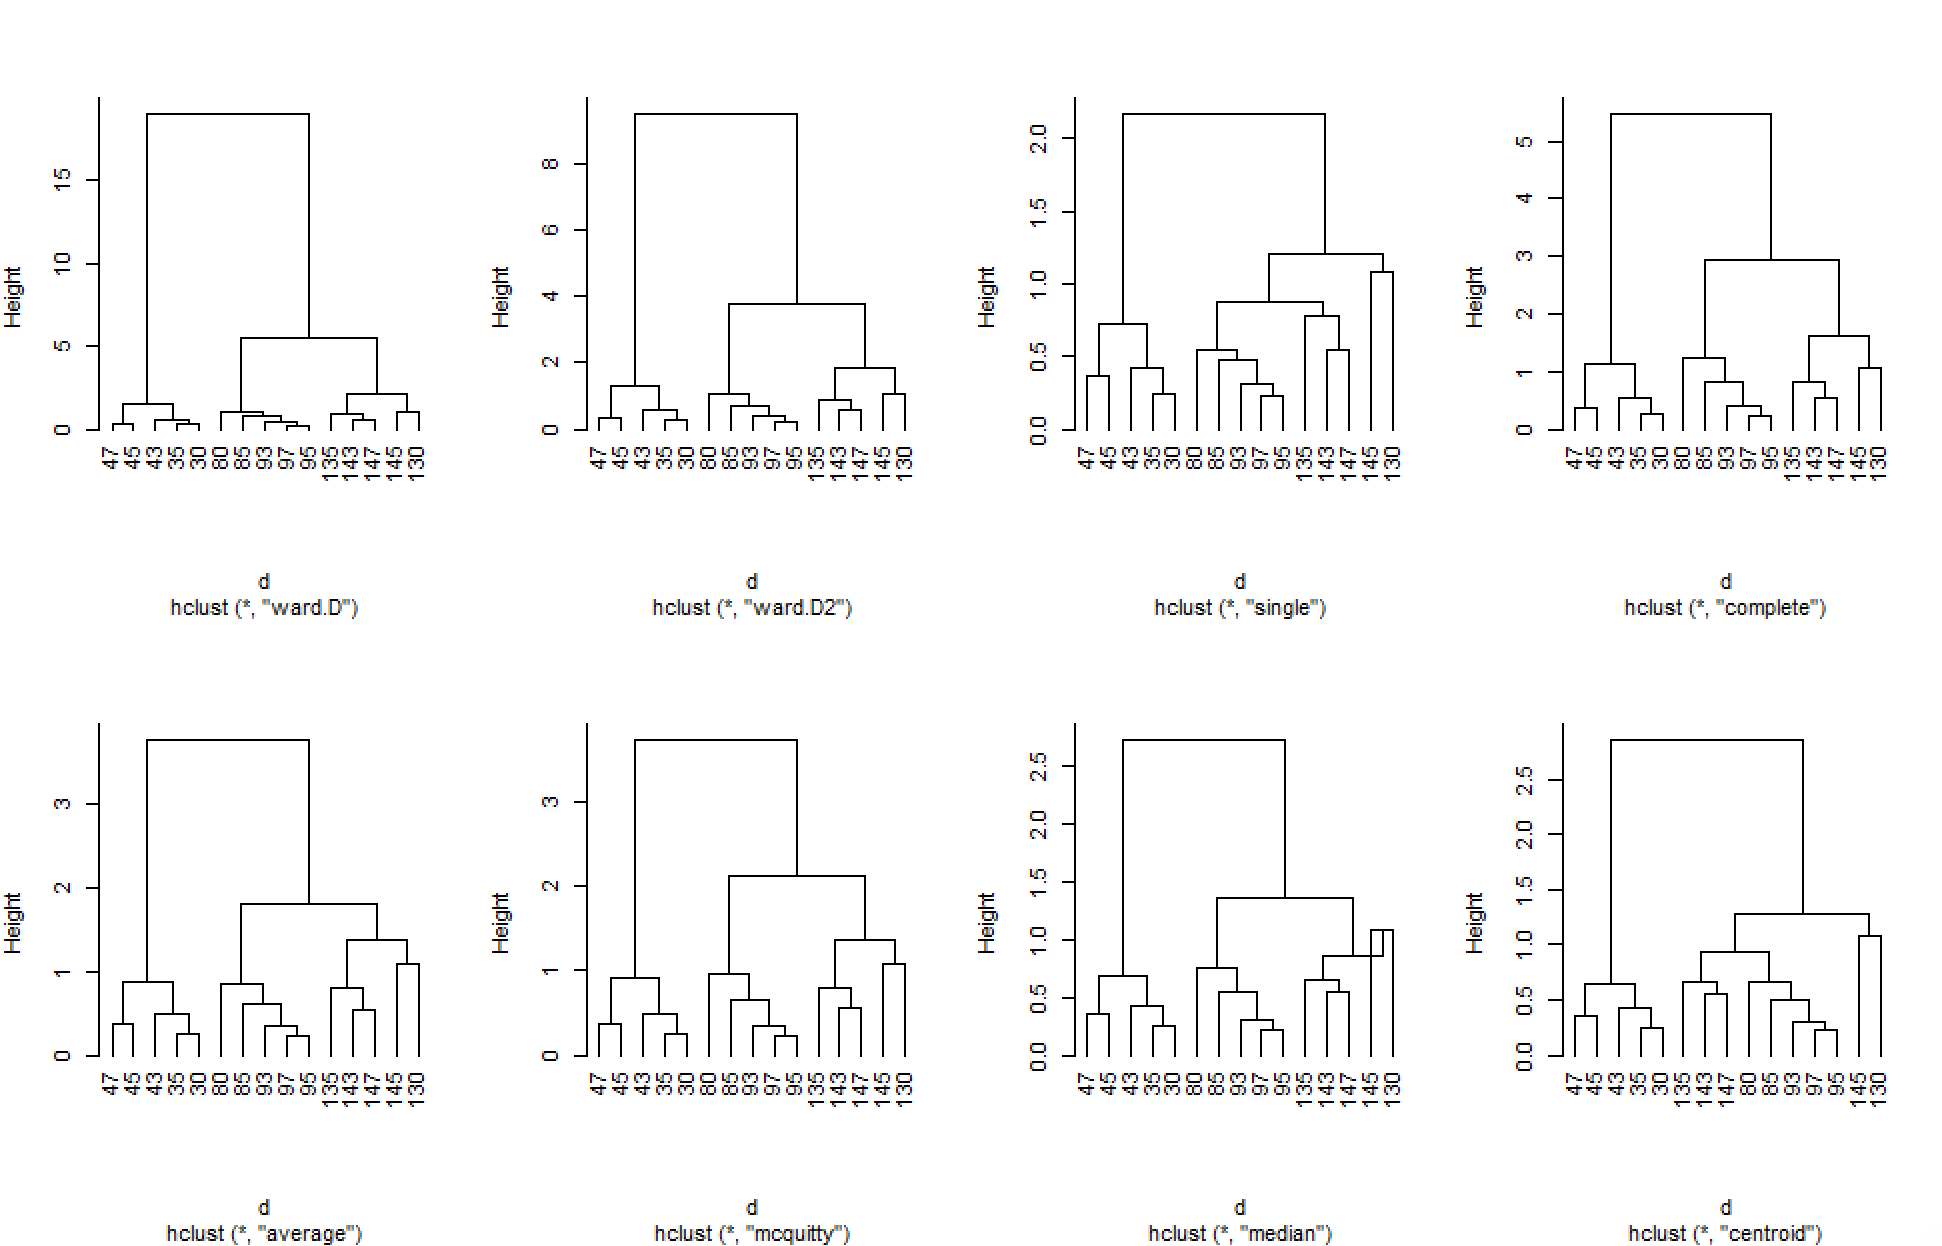 Height
15
10
5
0
47 45 43 35 30 80 85 93 97 95 135 143 147 145 130
d
hclust (*, "ward.D")
Height
8
6
4
2
0
47 45 43 35 30 80 85 93 97 95 135 143 147 145 130
d
hclust (*, "ward.D2")
Height
2.0
1.5
1.0
0.5
0.0
47 45 43 35 30 80 85 93 97 95 135 143 147 145 130
d
hclust (*, "single")
Height
5
4
3
2
1
0
47 45 43 35 30 80 85 93 97 95 135 143 147 145 130
d
hclust (*, "complete")
Height
3
2
1
0
47 45 43 35 30 80 85 93 97 95 135 143 147 145 130
d
hclust (*, "average")
Height
3
2
1
0
47 45 43 35 30 80 85 93 97 95 135 143 147 145 130
d
hclust (*, "mcquitty")
Height
2.5
2.0
1.5
1.0
0.5
0.0
47 45 43 35 30 80 85 93 97 95 135 143 147 145 130
d
hclust (*, "median")
Height
2.5
2.0
1.5
1.0
0.5
0.0
47 45 43 35 30 135 143 147 80 85 93 97 95 145 130
d
hclust (*, "centroid")